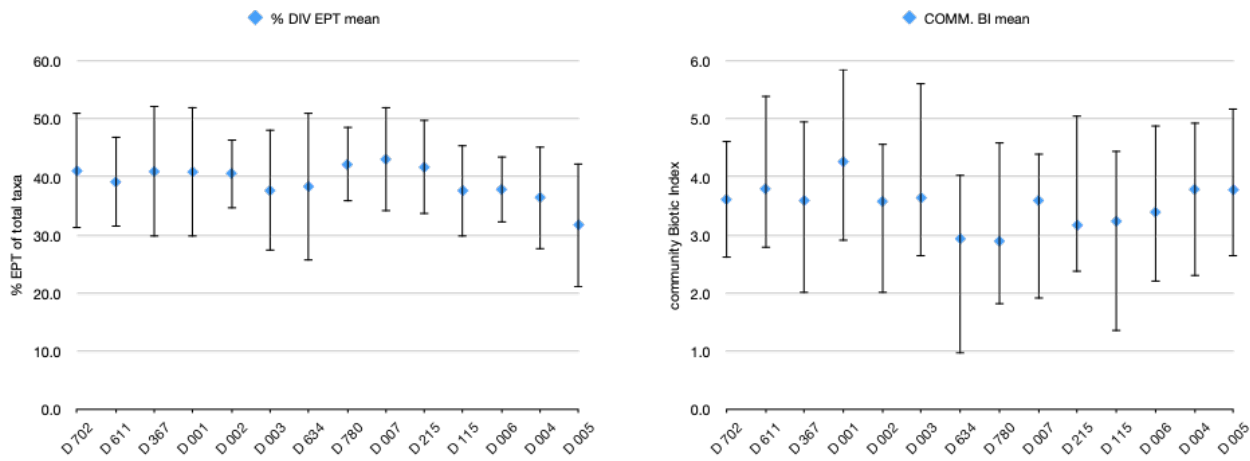 % DIV EPT mean
% EPT of total taxa
60.0
50.0
40.0
30.0
20.0
10.0
0.0
D 702
D 611
D 367
D 001
D 002
D 003
D 634
D 780
D 007
D 215
D 115
D 006
D 004
D 005
COMM. BI mean
community Biotic Index
6.0
5.0
4.0
3.0
2.0
1.0
0.0
D 702
D 611
D 367
D 001
D 002
D 003
D 634
D 780
D 007
D 215
D 115
D 006
D 004
D 005